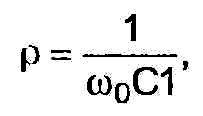 ρ = 1 / ω₀C1,